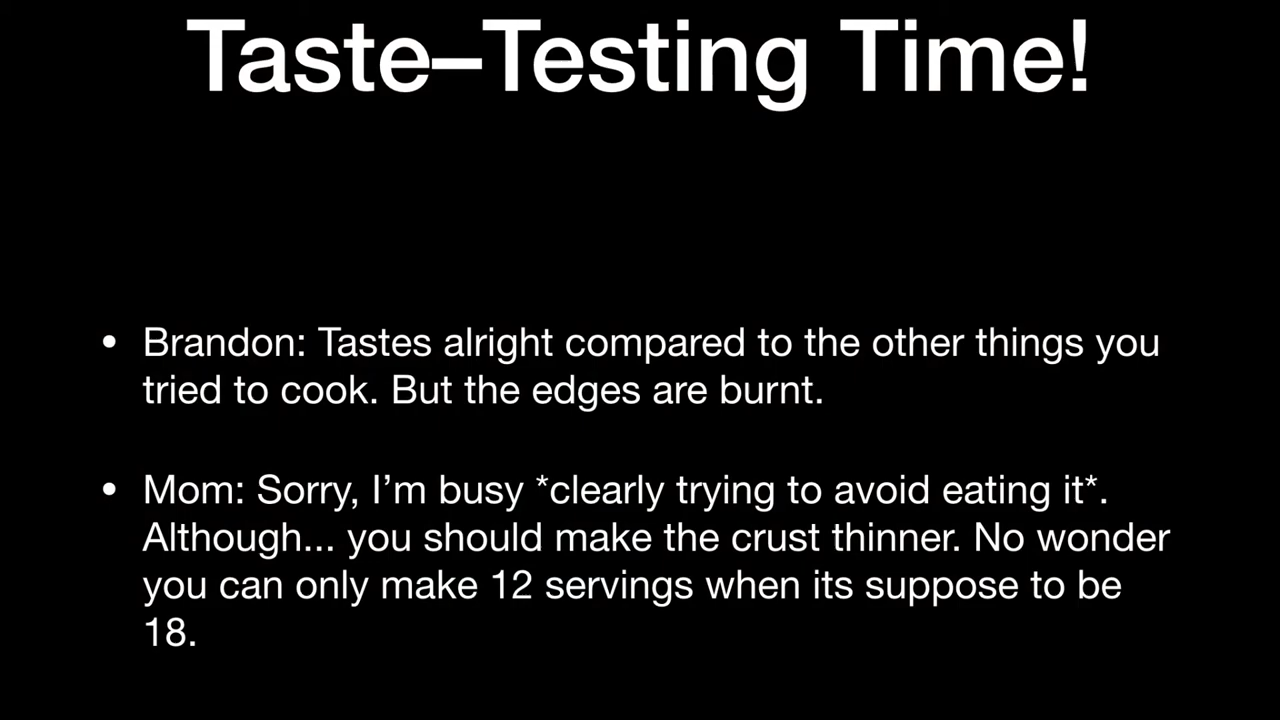 Taste–Testing Time!
• Brandon: Tastes alright compared to the other things you
tried to cook. But the edges are burnt.
• Mom: Sorry, I’m busy *clearly trying to avoid eating it*.
Although... you should make the crust thinner. No wonder
you can only make 12 servings when its suppose to be
18.